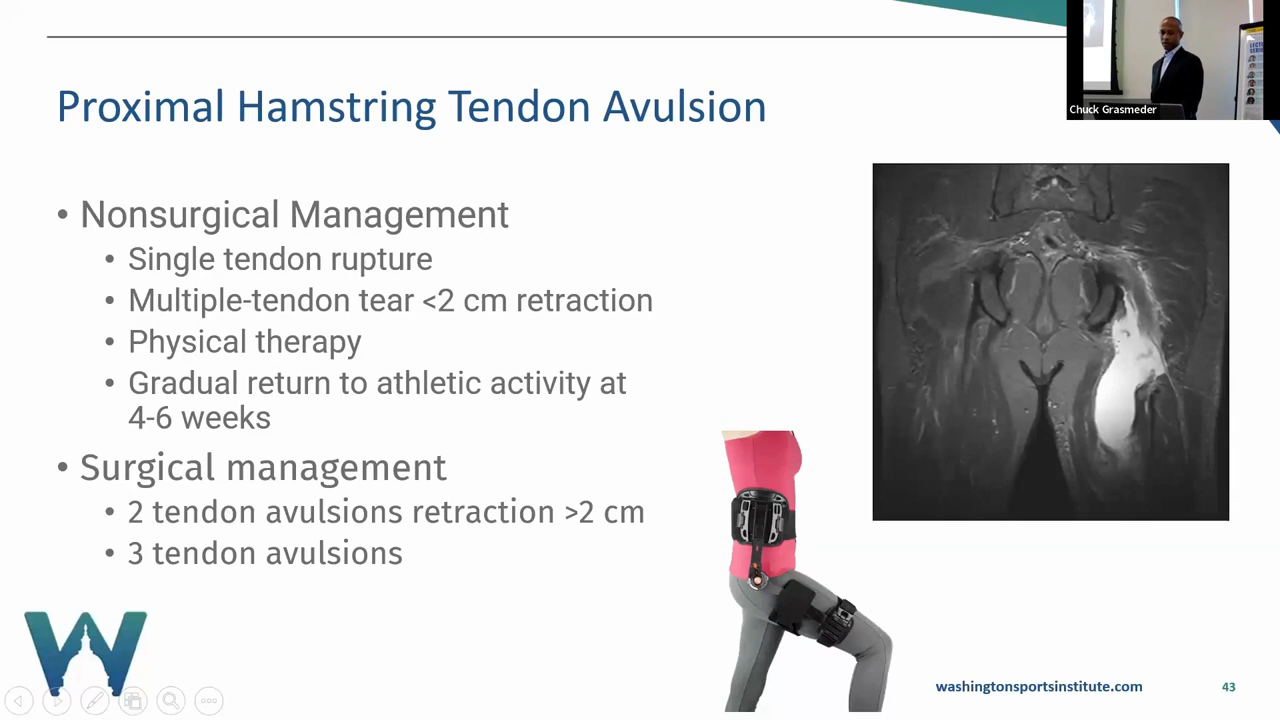 Chuck Grasmeder
Proximal Hamstring Tendon Avulsion
• Nonsurgical Management
• Single tendon rupture
• Multiple-tendon tear <2 cm retraction
• Physical therapy
• Gradual return to athletic activity at
4-6 weeks
• Surgical management
• 2 tendon avulsions retraction >2 cm
• 3 tendon avulsions
W
washingtonsportsinstitute.com
43